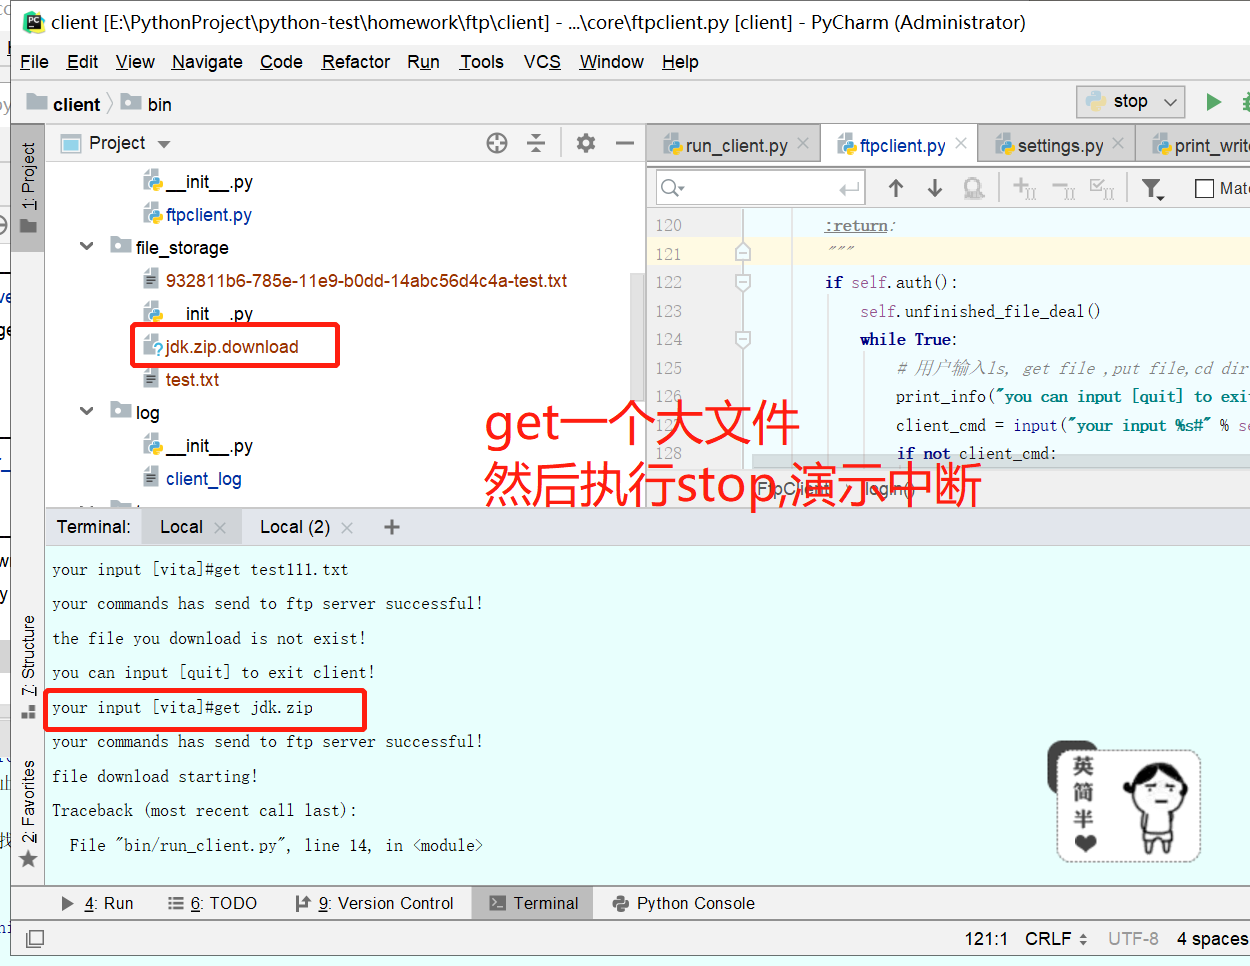 client [E:\PythonProject\python-test\homework\ftp\client] - ...\core\ftpclient.py [client] - PyCharm (Administrator)
File Edit View Navigate Code Refactor Run Tools VCS Window Help
client bin stop
1: Project
Project
run_client.py ftpclient.py settings.py print_write
__init__.py
ftpclient.py
file_storage
932811b6-785e-11e9-b0dd-14abc56d4c4a-test.txt
__init__.py
jdk.zip.download
test.txt
log
__init__.py
client_log
Mat
120 :return:
121 """
122 if self.auth():
123 self.unfinished_file_deal()
124 while True:
125 # 用户输入ls, get file ,put file,cd dir
126 print_info("you can input [quit] to exi
client_cmd = input("your input %s#" % se
128 if not client_cmd:
FtpClient login()
get一个大文件
然后执行stop,演示中断
Terminal: Local Local (2) +
your input [vita]#get test111.txt
your commands has send to ftp server successful!
the file you download is not exist!
you can input [quit] to exit client!
your input [vita]#get jdk.zip
your commands has send to ftp server successful!
file download starting!
Traceback (most recent call last):
File "bin/run_client.py", line 14, in <module>
7: Structure
2: Favorites
英
简
半
4: Run 6: TODO 9: Version Control Terminal Python Console
121:1 CRLF UTF-8 4 spaces